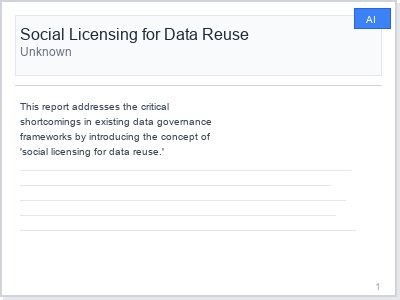 AI
Social Licensing for Data Reuse
Unknown
This report addresses the critical
shortcomings in existing data governance
frameworks by introducing the concept of
'social licensing for data reuse.'
1